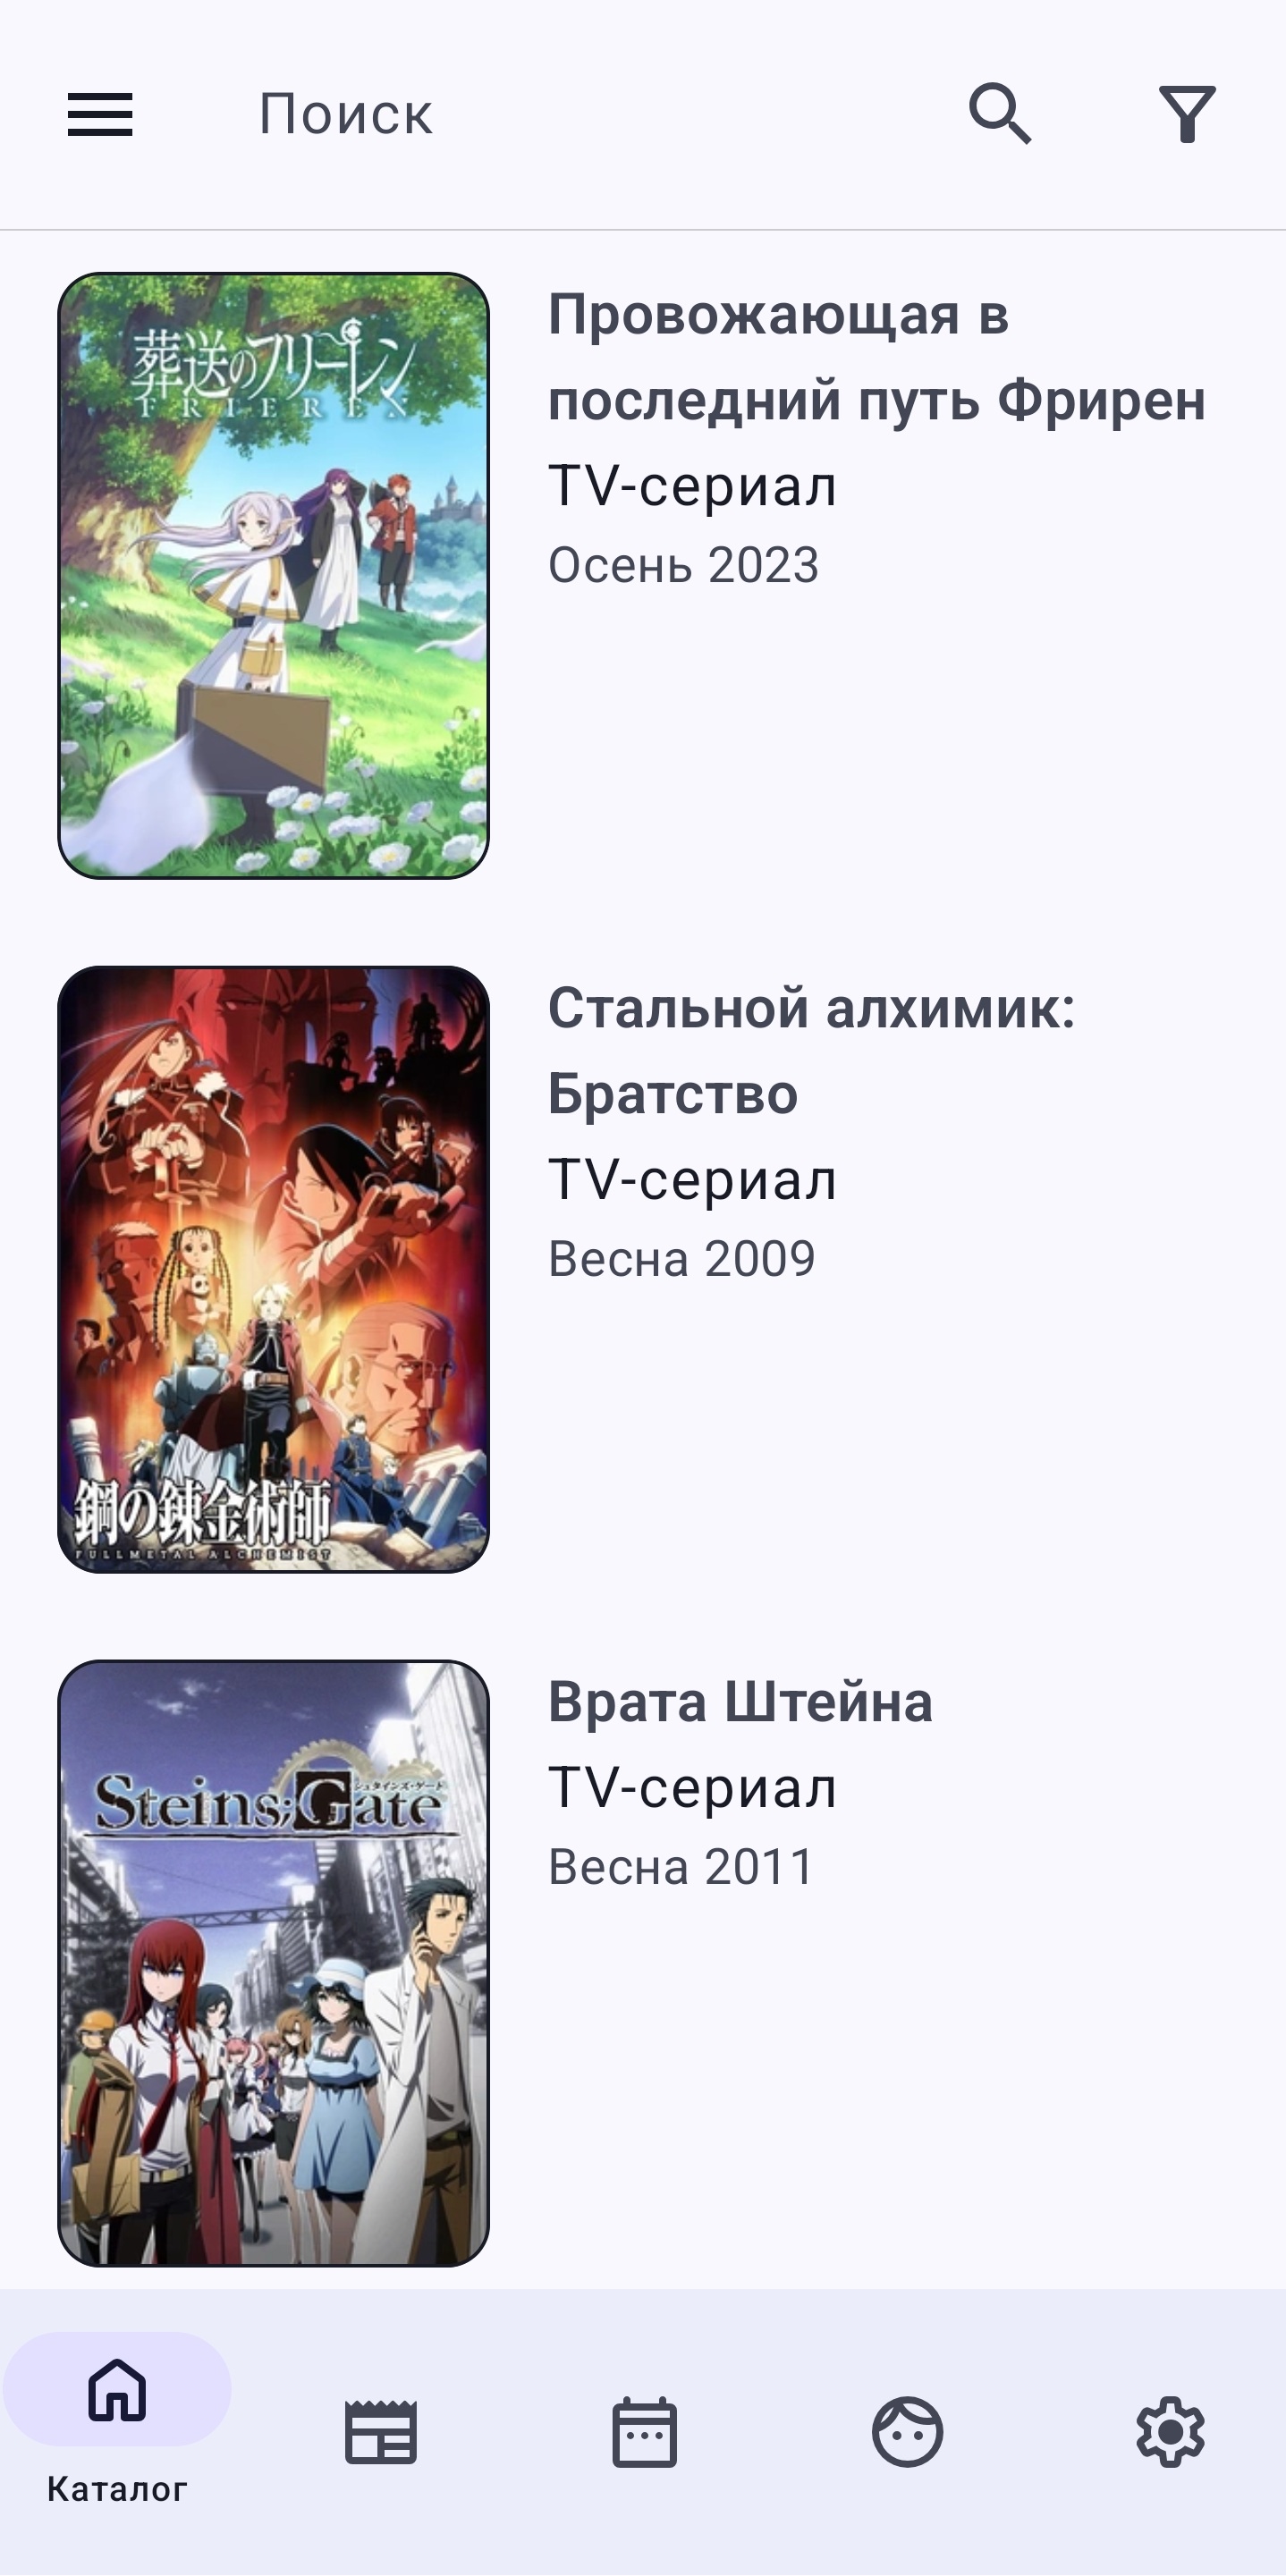 Поиск
葬送のフリーレン
FRIEREN
Провожающая в
последний путь Фрирен
TV-сериал
Осень 2023
Стальной алхимик:
Братство
TV-сериал
Весна 2009
鋼の錬金術師
FULLMETAL ALCHEMIST
Врата Штейна
TV-сериал
Весна 2011
シュタインズ・ゲート
Steins;Gate
Каталог